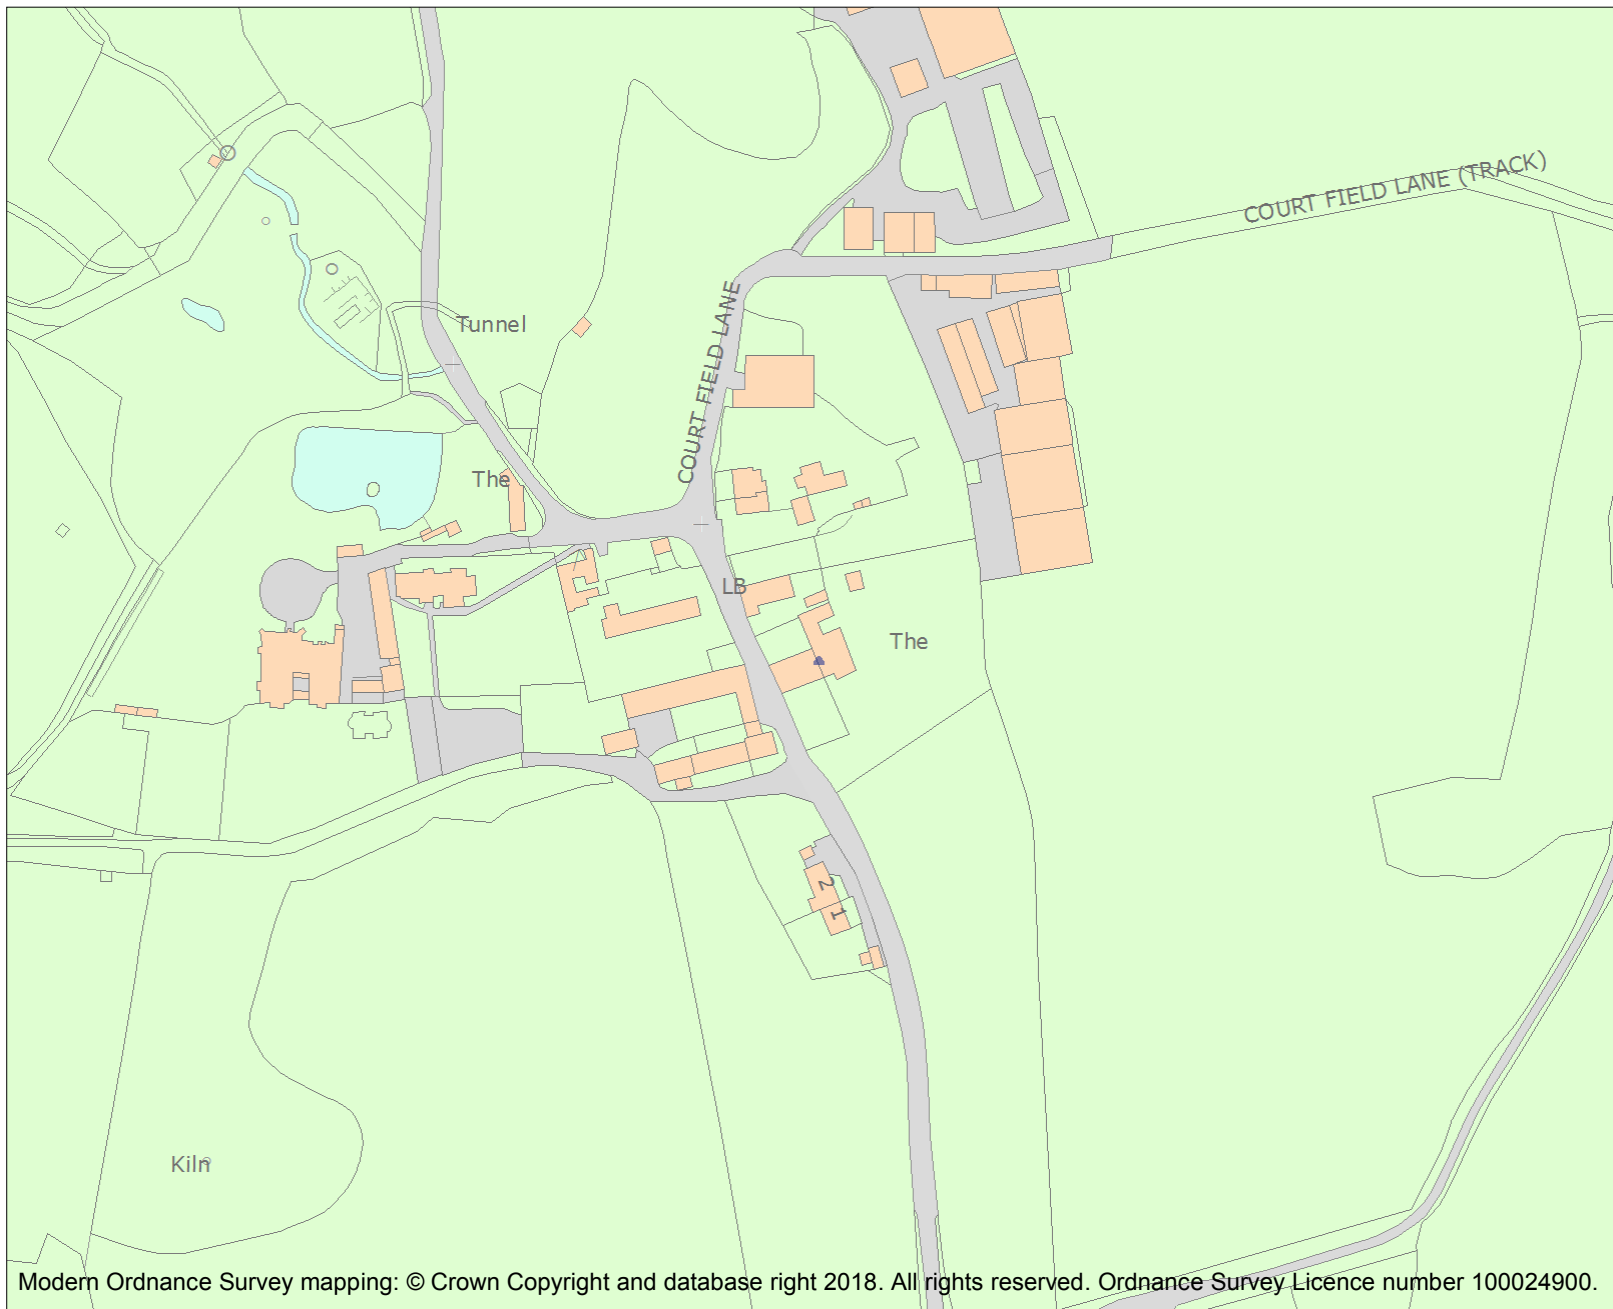 COURT FIELD LANE (TRACK)
Tunnel
COURT FIELD LANE
The
LB
The
2
1
Kiln
Modern Ordnance Survey mapping: © Crown Copyright and database right 2018. All rights reserved. Ordnance Survey Licence number 100024900.